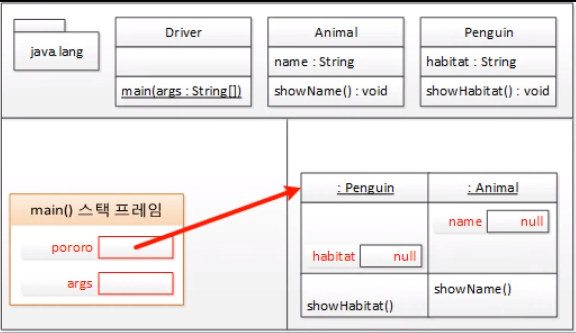 java.lang
Driver
main(args : String[])
Animal
name : String
showName() : void
Penguin
habitat : String
showHabitat() : void
main() 스택 프레임
pororo
args
: Penguin
habitat null
showHabitat()
: Animal
name null
showName()